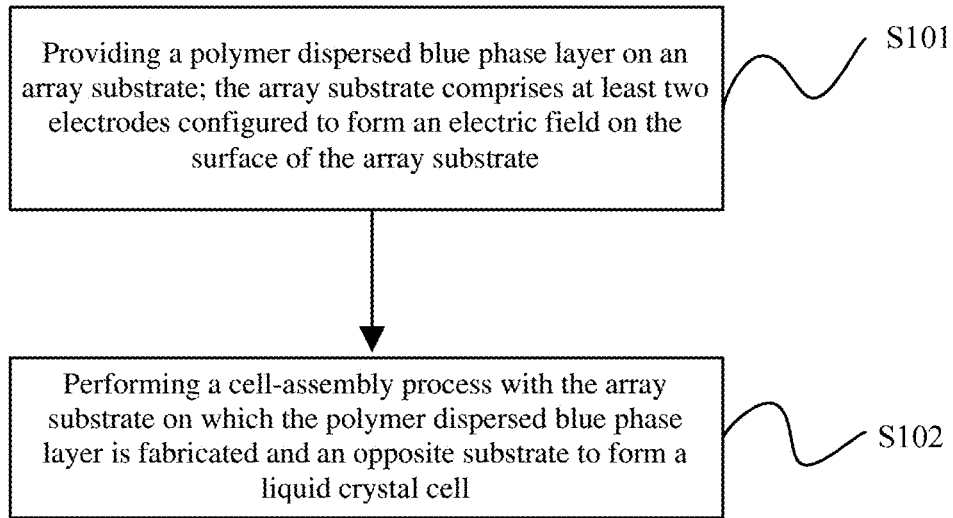 Providing a polymer dispersed blue phase layer on an
array substrate; the array substrate comprises at least two
electrodes configured to form an electric field on the
surface of the array substrate
S101
Performing a cell-assembly process with the array
substrate on which the polymer dispersed blue phase
layer is fabricated and an opposite substrate to form a
liquid crystal cell
S102